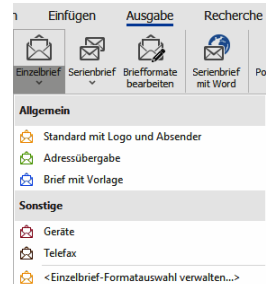 Einfügen Ausgabe Recherche
Einzelbrief Serienbrief Briefformate bearbeiten Serienbrief mit Word
Allgemein
Standard mit Logo und Absender
Adressübergabe
Brief mit Vorlage
Sonstige
Geräte
Telefax
<Einzelbrief-Formatauswahl verwalten...>